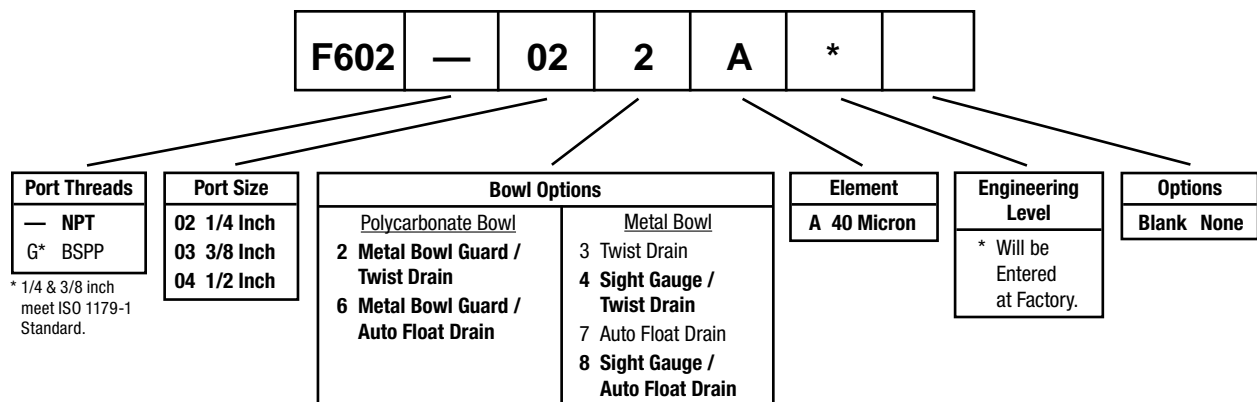 F602 — 02 2 A *
Port Threads
— NPT
G* BSPP
* 1/4 & 3/8 inch
meet ISO 1179-1
Standard.
Port Size
02 1/4 Inch
03 3/8 Inch
04 1/2 Inch
Bowl Options
Polycarbonate Bowl
2 Metal Bowl Guard /
Twist Drain
6 Metal Bowl Guard /
Auto Float Drain
Metal Bowl
3 Twist Drain
4 Sight Gauge /
Twist Drain
7 Auto Float Drain
8 Sight Gauge /
Auto Float Drain
Element
A 40 Micron
Engineering
Level
* Will be
Entered
at Factory.
Options
Blank None